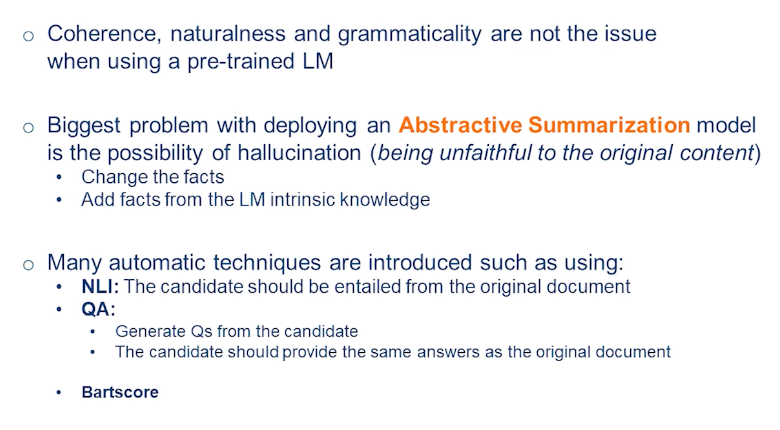 Coherence, naturalness and grammaticality are not the issue
when using a pre-trained LM
Biggest problem with deploying an Abstractive Summarization model
is the possibility of hallucination (being unfaithful to the original content)
• Change the facts
• Add facts from the LM intrinsic knowledge
Many automatic techniques are introduced such as using:
• NLI: The candidate should be entailed from the original document
• QA:
• Generate Qs from the candidate
• The candidate should provide the same answers as the original document
• Bartscore